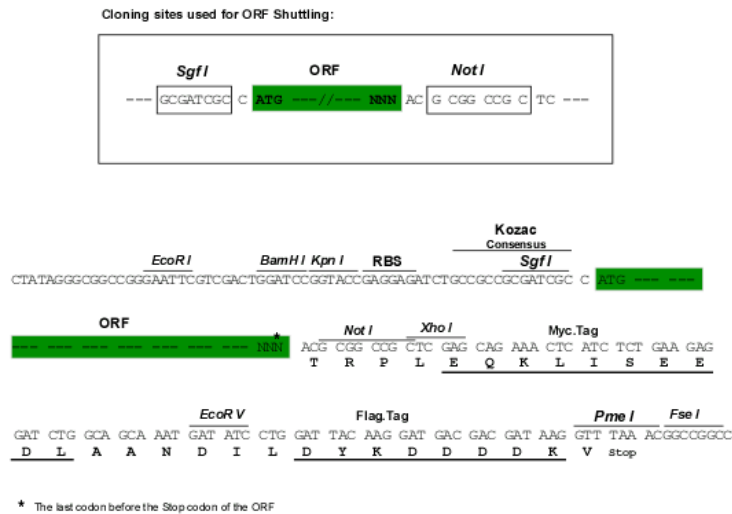 Cloning sites used for ORF Shuttling:
Sgf I ORF Not I
--- GCGATCGC C ATG ---//--- NNN AC G CGG CCG C TC ---
Kozac
Consensus
EcoR I BamH I Kpn I RBS Sgf I
CTATAGGGCGGCCGGGAATTCGTCGACTGGATCCGGTACCGAGGAGATCTGCCGCCGCGATCGC C ATG --- ---
ORF
Not I Xho I Myc.Tag
--- --- --- --- --- --- --- --- NNN* ACG CGG CCG CTC GAG CAG AAA CTC ATC TCT GAA GAG
T R P L E Q K L I S E E
EcoR V Flag.Tag Pme I Fse I
GAT CTG GCA GCA AAT GAT ATC CTG GAT TAC AAG GAT GAC GAC GAT AAG GTT TAA ACGGCCGGCC
D L A A N D I L D Y K D D D D K V Stop
* The last codon before the Stop codon of the ORF